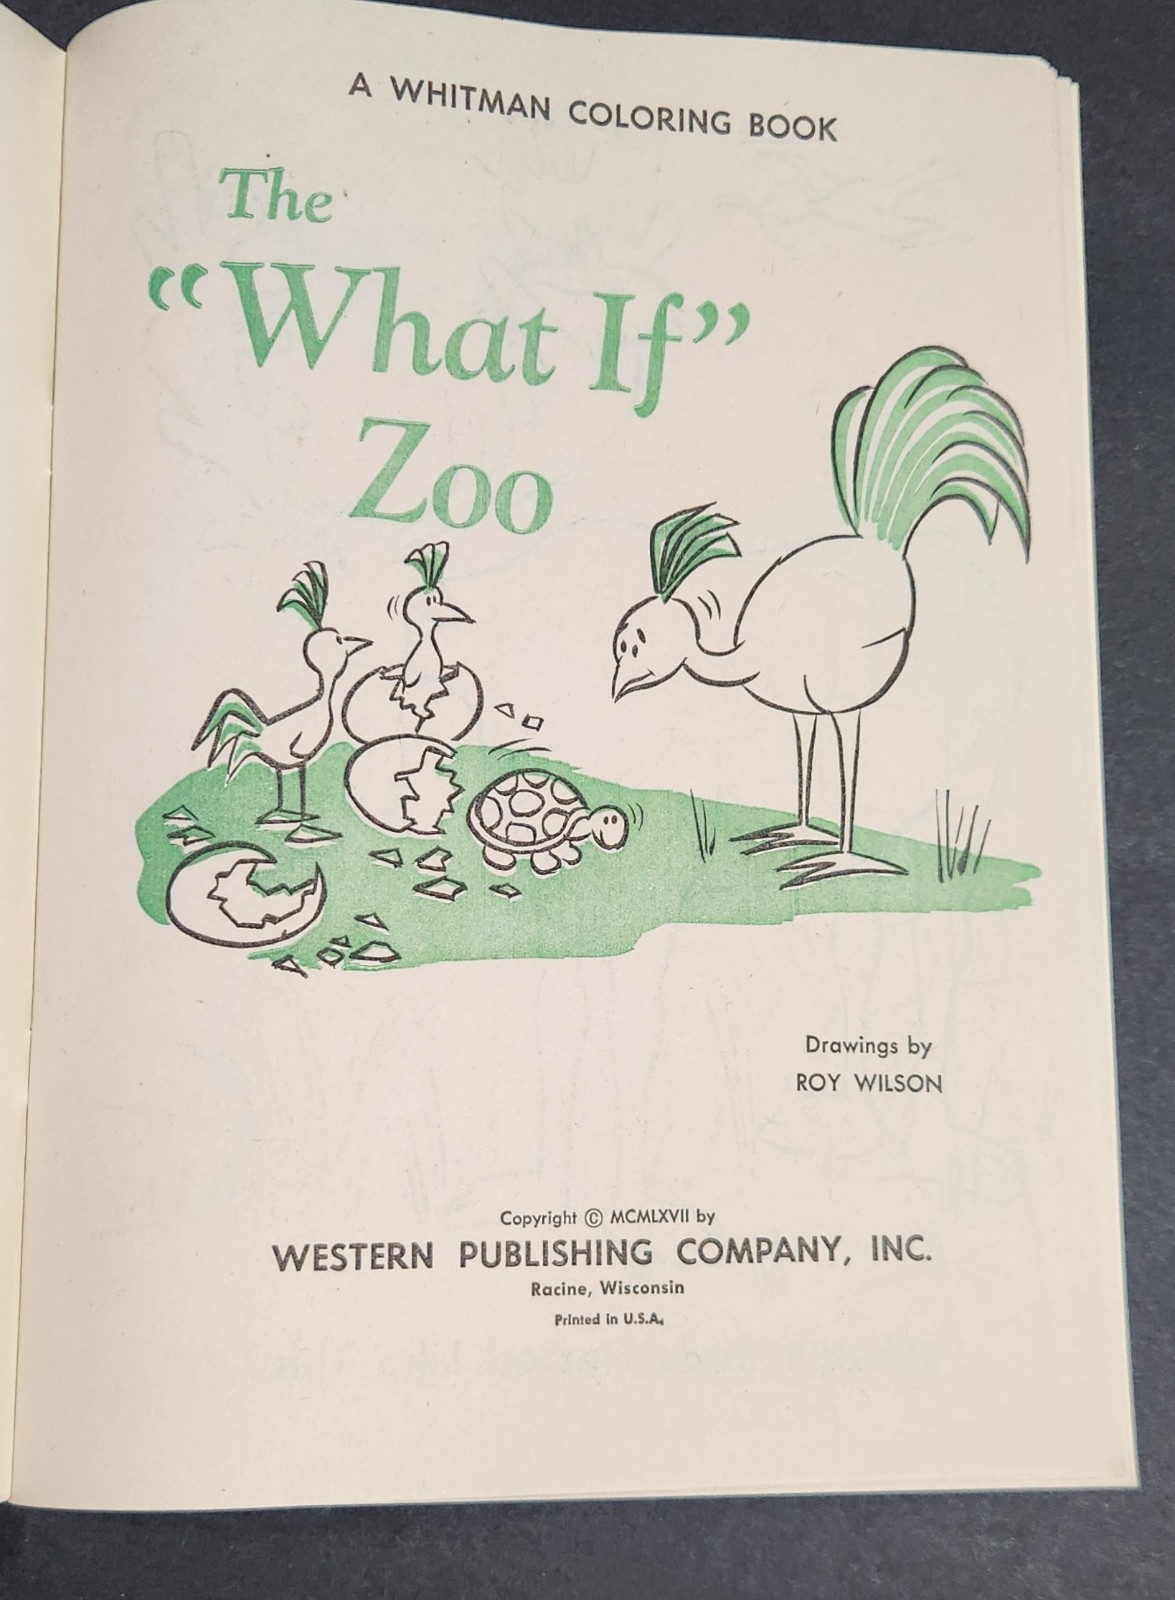 A WHITMAN COLORING BOOK
The
“What If”
Zoo
Drawings by
ROY WILSON
Copyright © MCMLXVII by
WESTERN PUBLISHING COMPANY, INC.
Racine, Wisconsin
Printed in U.S.A.